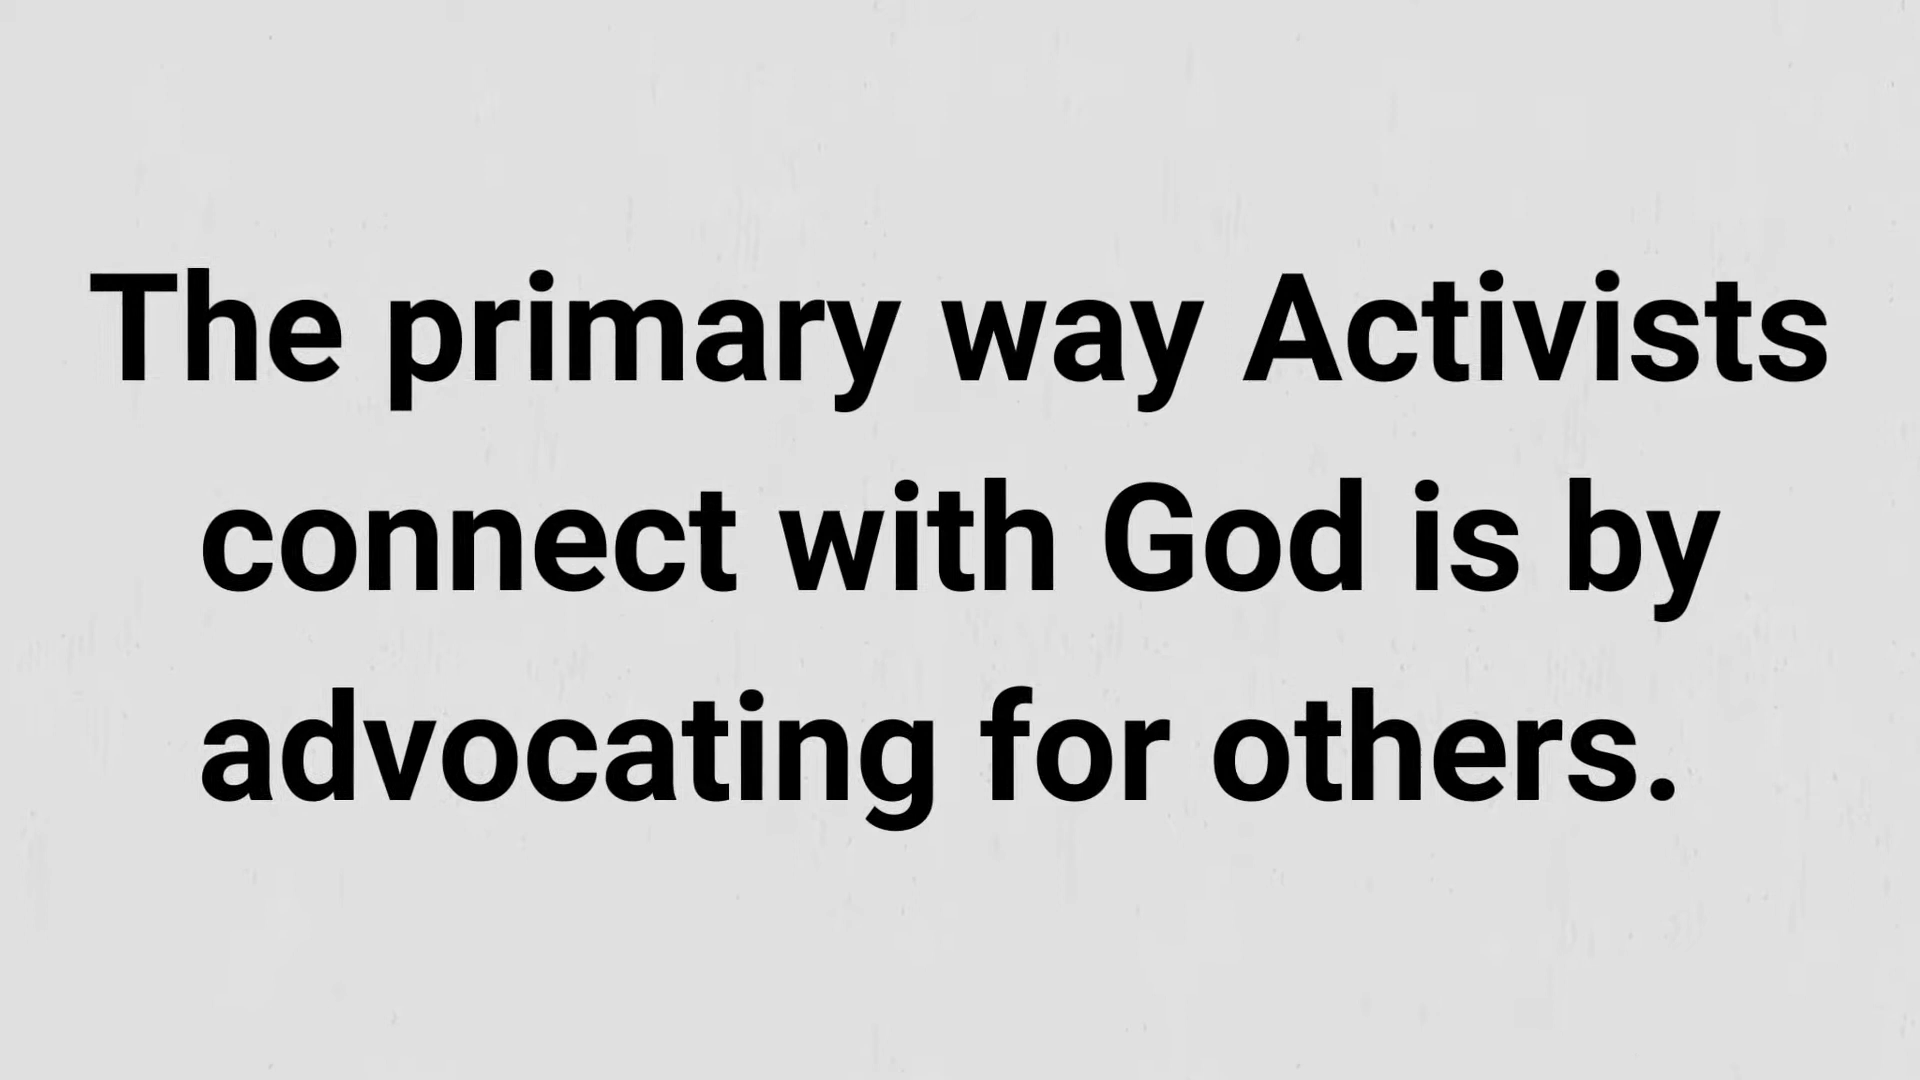 The primary way Activists
connect with God is by
advocating for others.